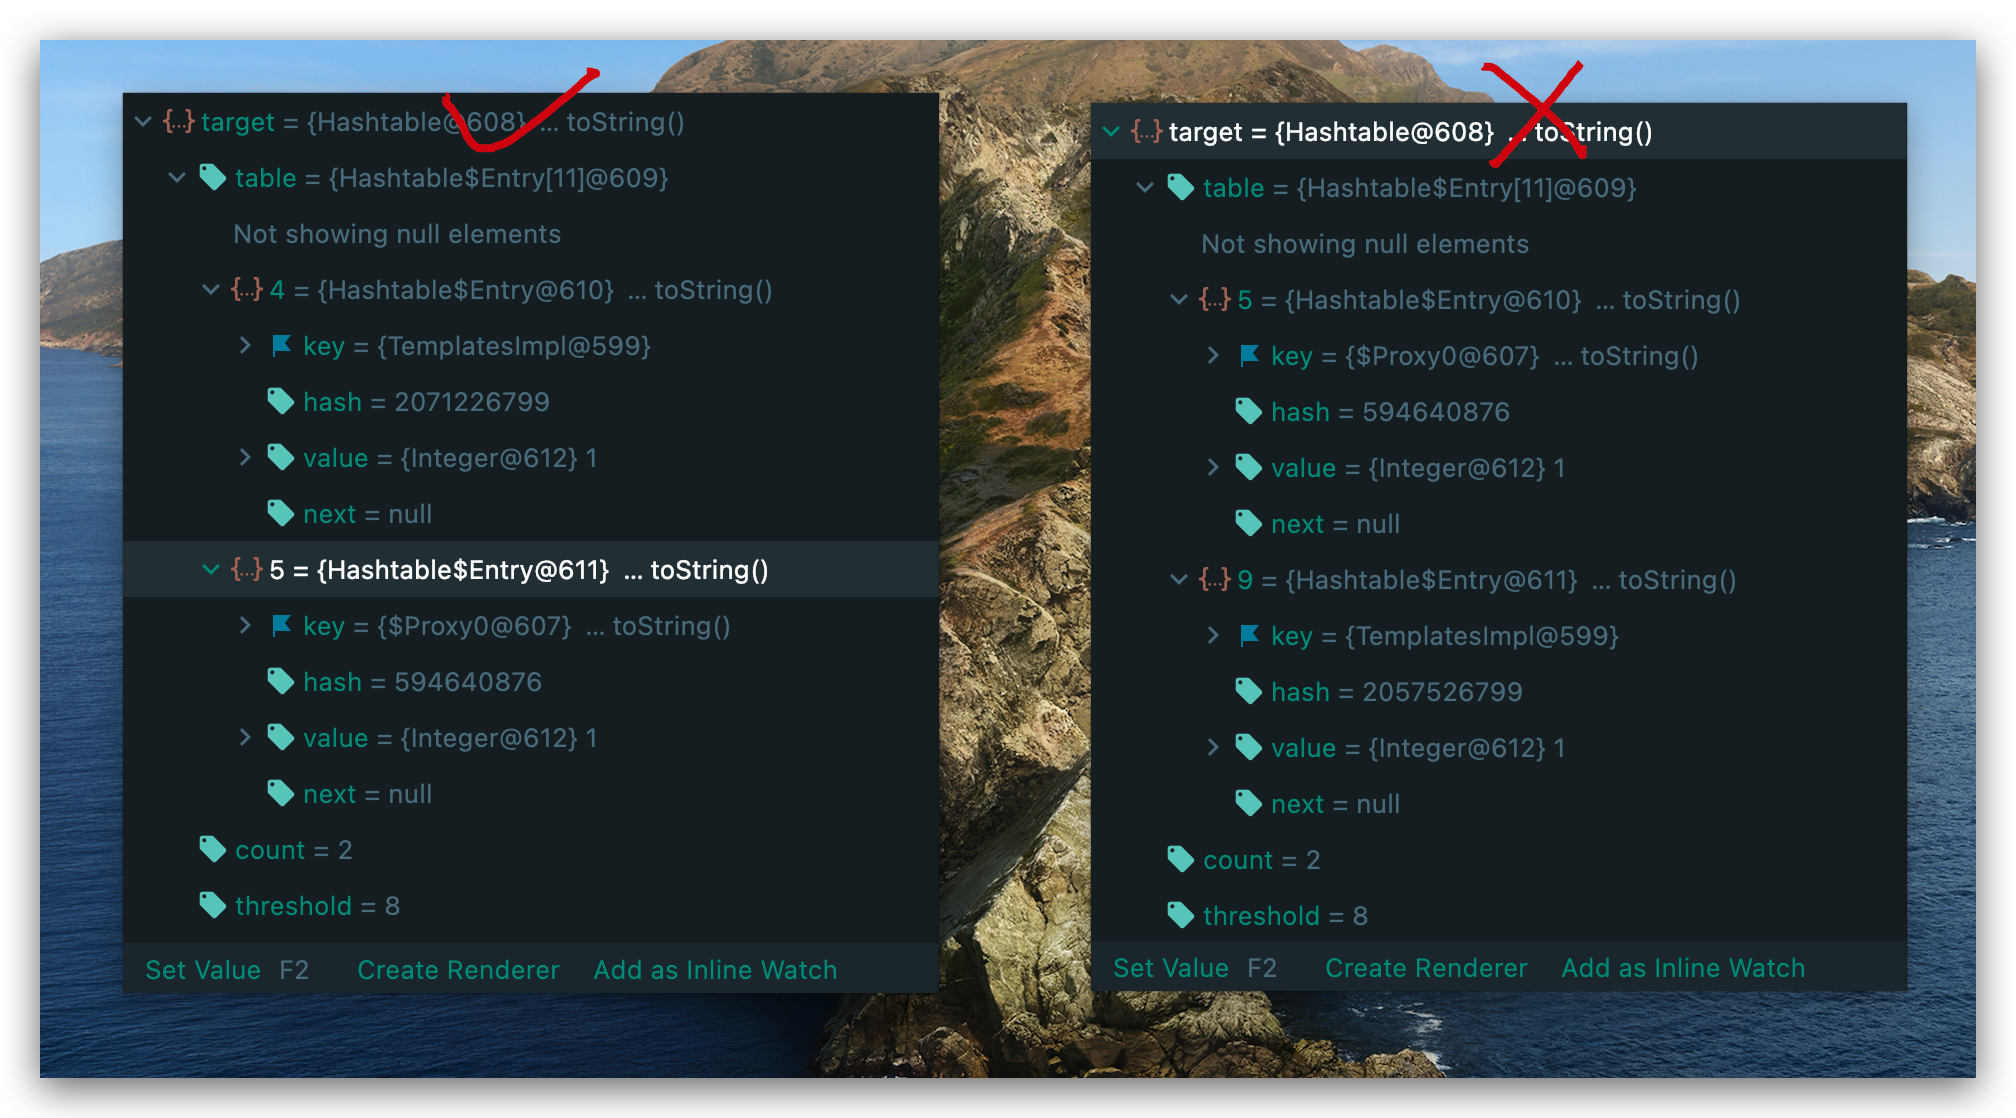 target = {Hashtable@608} ... toString()
table = {Hashtable$Entry[11]@609}
Not showing null elements
4 = {Hashtable$Entry@610} ... toString()
key = {TemplatesImpl@599}
hash = 2071226799
value = {Integer@612} 1
next = null
5 = {Hashtable$Entry@611} ... toString()
key = {$Proxy0@607} ... toString()
hash = 594640876
value = {Integer@612} 1
next = null
count = 2
threshold = 8
Set Value F2 Create Renderer Add as Inline Watch
target = {Hashtable@608} ... toString()
table = {Hashtable$Entry[11]@609}
Not showing null elements
5 = {Hashtable$Entry@610} ... toString()
key = {$Proxy0@607} ... toString()
hash = 594640876
value = {Integer@612} 1
next = null
9 = {Hashtable$Entry@611} ... toString()
key = {TemplatesImpl@599}
hash = 2057526799
value = {Integer@612} 1
next = null
count = 2
threshold = 8
Set Value F2 Create Renderer Add as Inline Watch